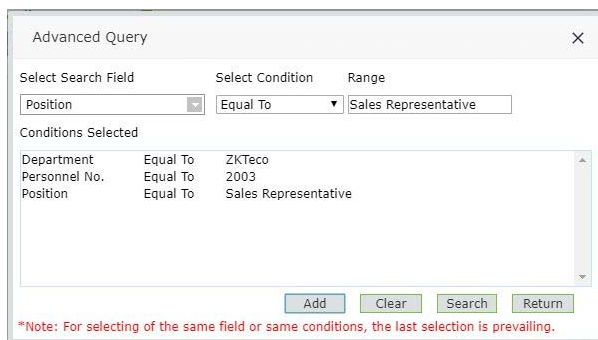 Advanced Query
Select Search Field Select Condition Range
Position Equal To Sales Representative
Conditions Selected
Department Equal To ZKTeco
Personnel No. Equal To 2003
Position Equal To Sales Representative
Add Clear Search Return
*Note: For selecting of the same field or same conditions, the last selection is prevailing.